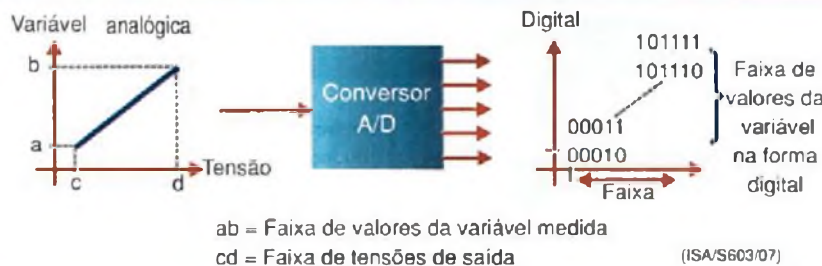 Variável analógica
b
a
c
d
Tensão
Conversor
A/D
Digital
101111
101110
00011
00010
Faixa
Faixa de
valores da
variável
na forma
digital
ab = Faixa de valores da variável medida
cd = Faixa de tensões de saída
(ISA/S603/07)